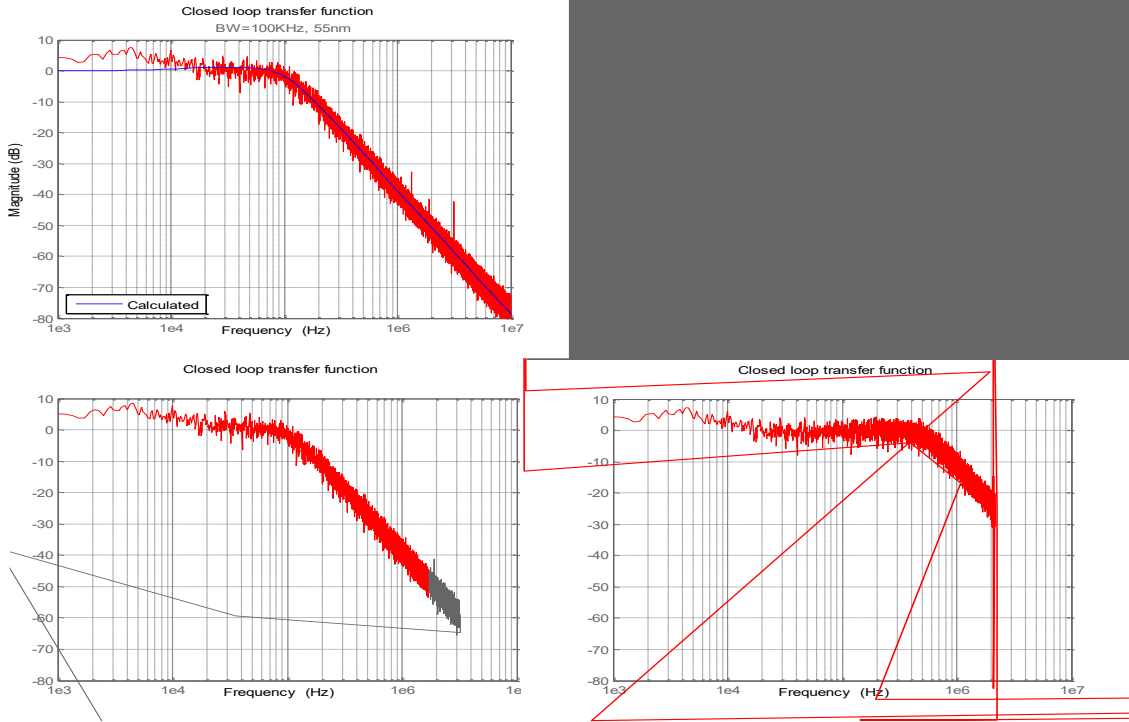 Closed loop transfer function
BW=100KHz, 55nm
10
0
-10
-20
-30
-40
-50
-60
-70
-80
Magnitude (dB)
Calculated
1e3
1e4
1e6
1e7
Frequency (Hz)
Closed loop transfer function
10
0
-10
-20
-30
-40
-50
-60
-70
-80
1e3
1e4
1e6
1e
Frequency (Hz)
Closed loop transfer function
10
0
-10
-20
-30
-40
-50
-60
-70
-80
1e3
1e4
1e6
1e7
Frequency (Hz)